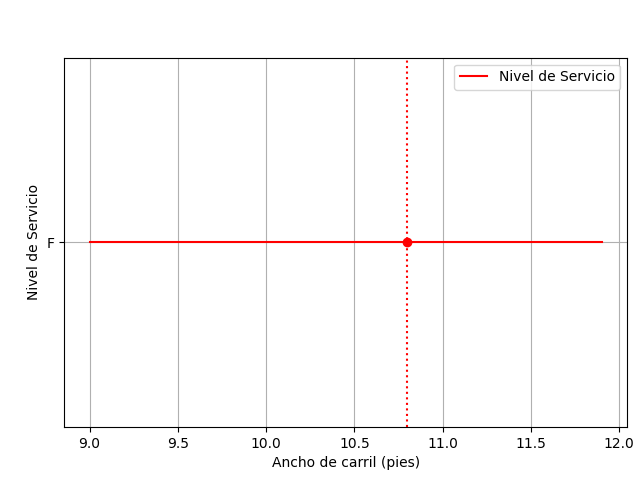 Nivel de Servicio
Nivel de Servicio
F
9.0 9.5 10.0 10.5 11.0 11.5 12.0
Ancho de carril (pies)